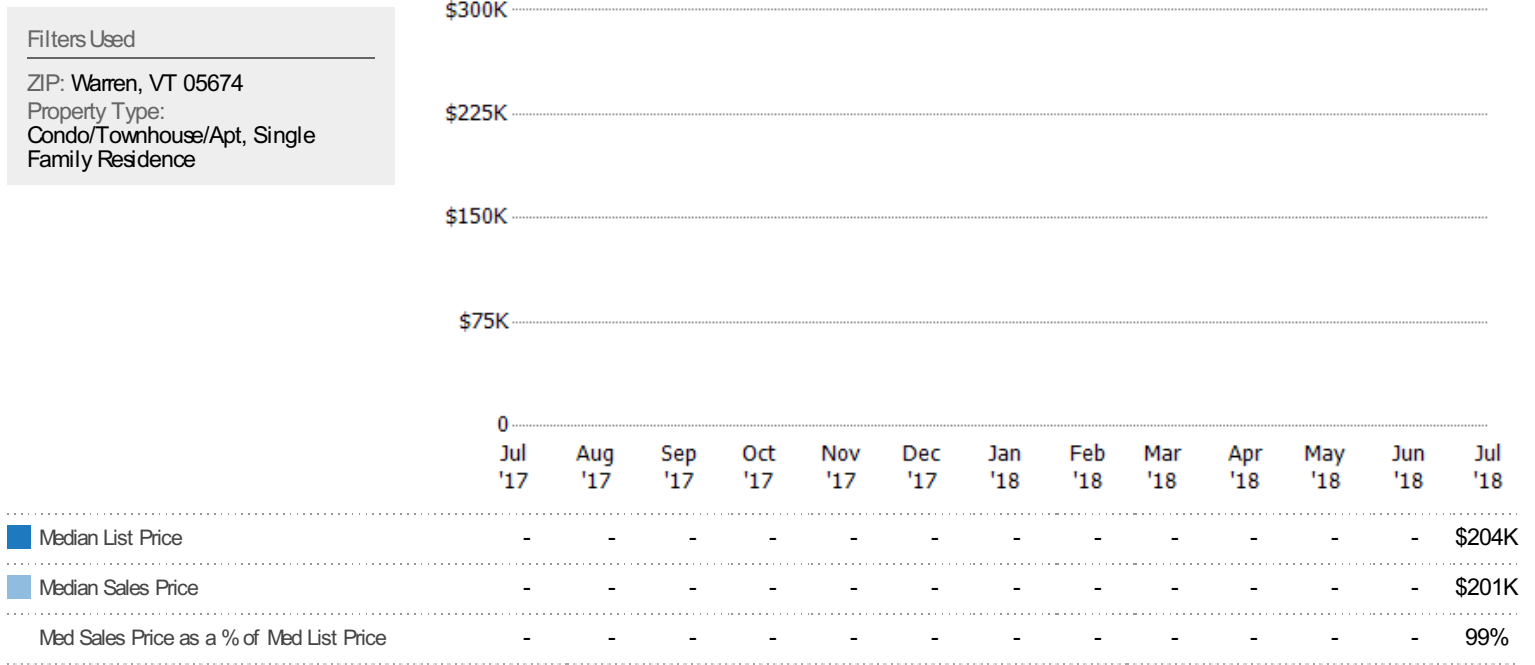 Filters Used
ZIP: Warren, VT 05674
Property Type:
Condo/Townhouse/Apt, Single
Family Residence
$300K
$225K
$150K
$75K
0
Jul Aug Sep Oct Nov Dec Jan Feb Mar Apr May Jun Jul
'17 '17 '17 '17 '17 '17 '18 '18 '18 '18 '18 '18 '18
Median List Price - - - - - - - - - - - - $204K
Median Sales Price - - - - - - - - - - - - $201K
Med Sales Price as a % of Med List Price - - - - - - - - - - - - 99%